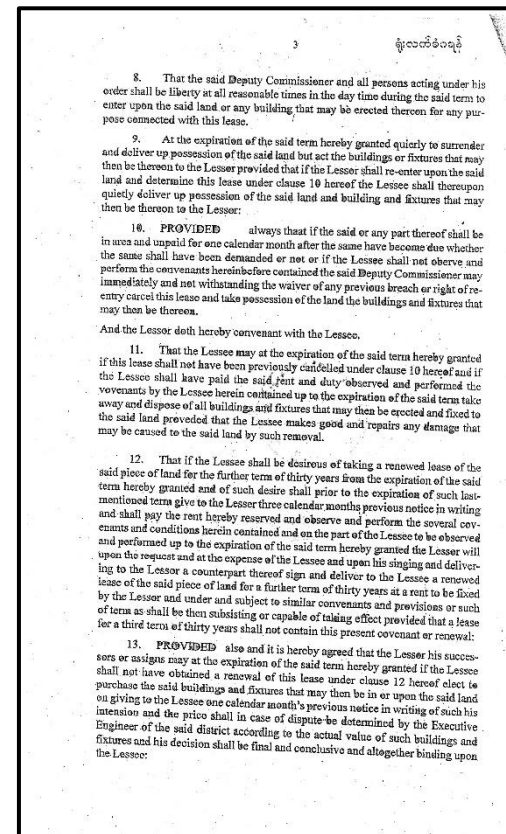 3
ရုံးလက်ခံဂရန်
8. That the said Deputy Commissioner and all persons acting under his
order shall be liberty at all reasonable times in the day time during the said term to
enter upon the said land or any building that may be erected thereon for any pur-
pose connected with this lease.
9. At the expiration of the said term hereby granted quietly to surrender
and deliver up possession of the said land but act the buildings or fixtures that may
then be thereon to the Lessor provided that if the Lessor shall re-enter upon the said
land and determine this lease under clause 10 hereof the Lessee shall thereupon
quietly deliver up possession of the said land and building and fixtures that may
then be thereon to the Lessor:
10. PROVIDED always thaat if the said or any part thereof shall be
in area and unpaid for one calendar month after the same have become due whether
the same shall have been demanded or not or if the Lessee shall not oberve and
perform the convenants hereinbefore contained the said Deputy Commissioner may
immediately and not withstanding the waiver of any previous breach or right of re-
entry carcel this lease and take possession of the land the buildings and fixtures that
may then be thereon.
And the Lessor doth hereby convenant with the Lessee.
11. That the Lessee may at the expiration of the said term hereby granted
if this lease shall not have been previously cancelled under clause 10 hereof and if
the Lessee shall have paid the said rent and duty observed and performed the
vovenants by the Lessee herein contained up to the expiration of the said term take
away and dispose of all buildings and fixtures that may then be erected and fixed to
the said land proveded that the Lessee makes good and repairs any damage that
may be caused to the said land by such removal.
12. That if the Lessee shall be desirous of taking a renewed lease of the
said piece of land for the further term of thirty years from the expiration of the said
term hereby granted and of such desire shall prior to the expiration of such last-
mentioned term give to the Lesser three calendar months previous notice in writing
and shall pay the rent hereby reserved and observe and perform the several cov-
enants and conditions herein contained and on the part of the Lessee to be observed
and performed up to the expiration of the said term hereby granted the Lessor will
upon the request and at the expense of the Lessee and upon his singing and deliver-
ing to the Lessor a counterpart thereof sign and deliver to the Lessee a renewed
lease of the said piece of land for a further term of thirty years at a rent to be fixed
by the Lessor and under and subject to similar convenants and provisions or such
of term as shall be then subsisting or capable of taking effect provided that a lease
for a third term of thirty years shall not contain this present covenant or renewal:
13. PROVIDED also and it is hereby agreed that the Lessor his succes-
sors or assigns may at the expiration of the said term hereby granted if the Lessee
shall not have obtained a renewal of this lease under clause 12 hereof elect to
purchase the said buildings and fixtures that may then be in or upon the said land
on giving to the Lessee one calendar month's previous notice in writing of such his
intension and the price shall in case of dispute be determined by the Executive
Engineer of the said district according to the actual value of such buildings and
fixtures and his decision shall be final and conclusive and altogether binding upon
the Lessee: